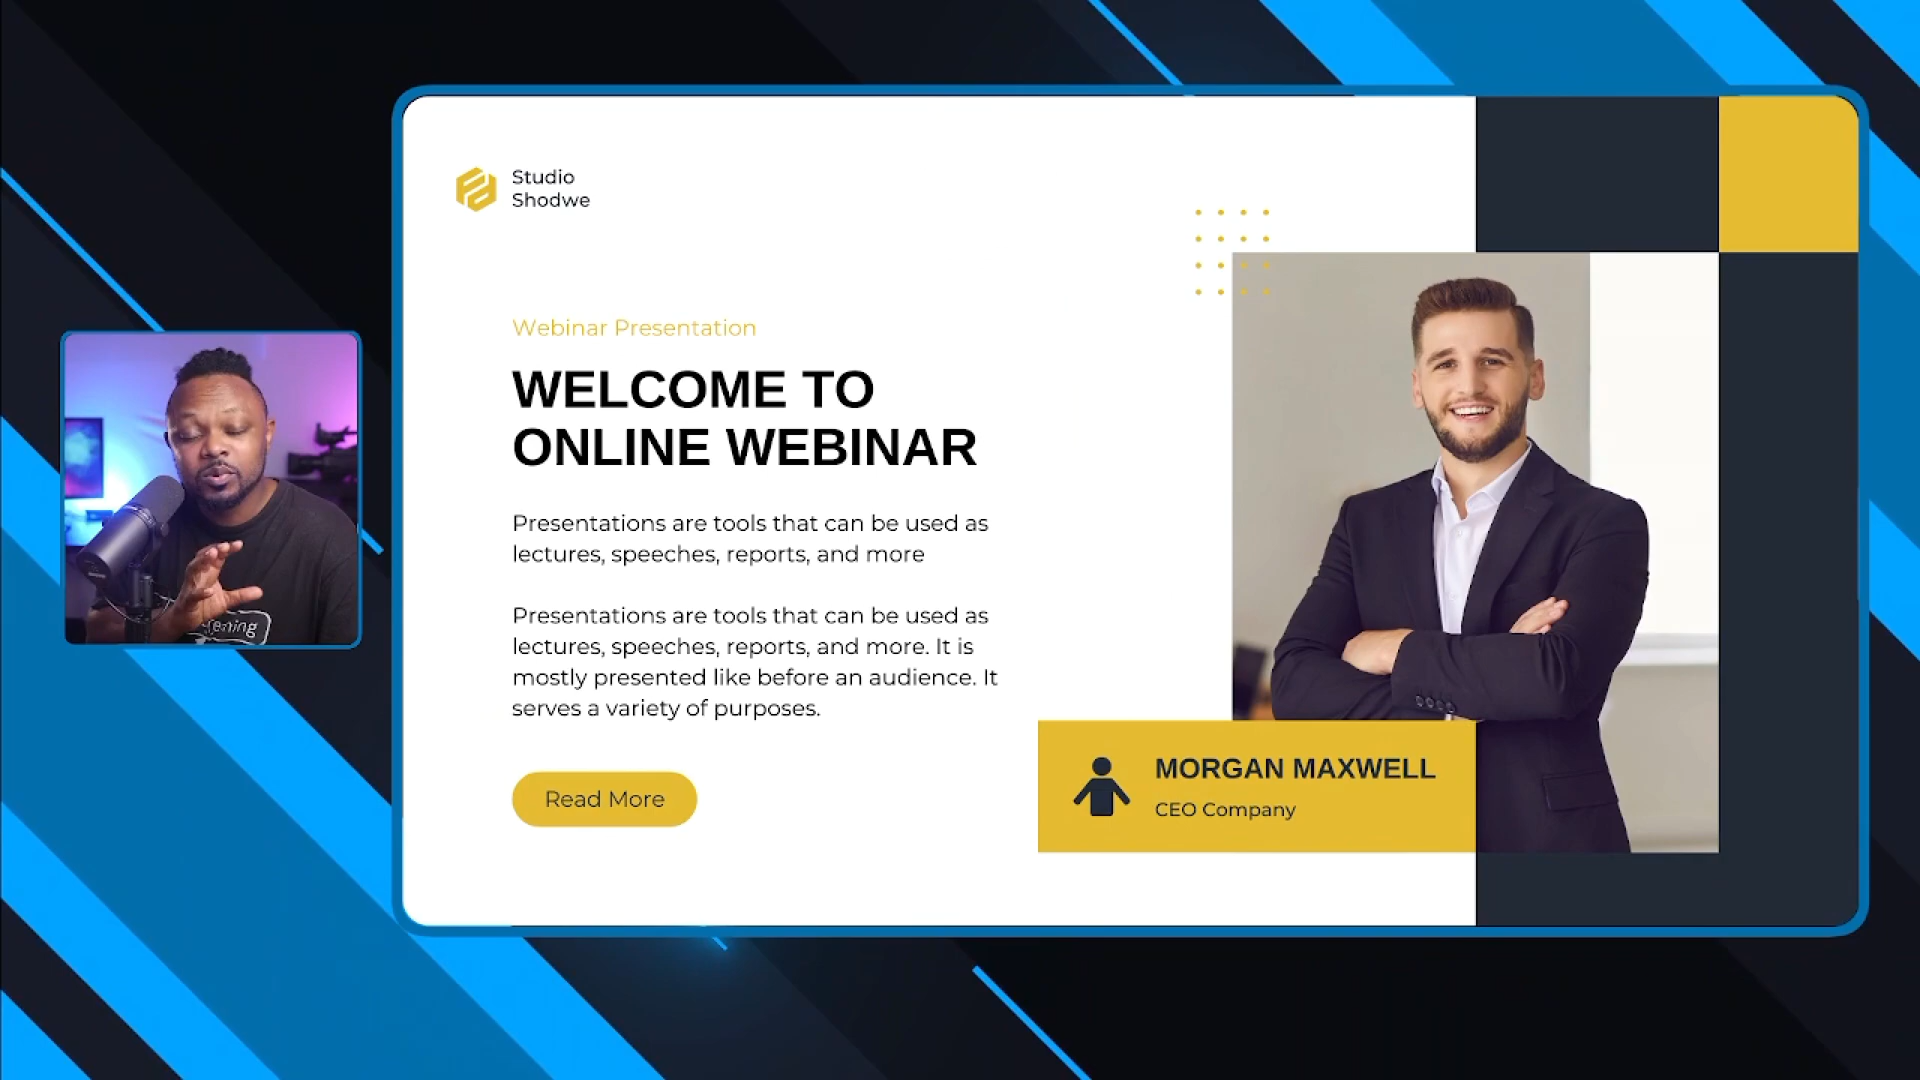 Studio
Shodwe
Webinar Presentation
WELCOME TO
ONLINE WEBINAR
Presentations are tools that can be used as
lectures, speeches, reports, and more
Presentations are tools that can be used as
lectures, speeches, reports, and more. It is
mostly presented like before an audience. It
serves a variety of purposes.
Read More
MORGAN MAXWELL
CEO Company